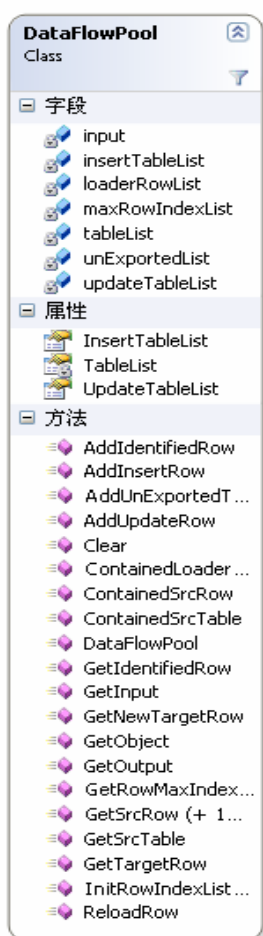 DataFlowPool
Class
字段
input
insertTableList
loaderRowList
maxRowIndexList
tableList
unExportedList
updateTableList
属性
InsertTableList
TableList
UpdateTableList
方法
AddIdentifiedRow
AddInsertRow
AddUnExportedT...
AddUpdateRow
Clear
ContainedLoader...
ContainedSrcRow
ContainedSrcTable
DataFlowPool
GetIdentifiedRow
GetInput
GetNewTargetRow
GetObject
GetOutput
GetRowMaxIndex...
GetSrcRow (+ 1...
GetSrcTable
GetTargetRow
InitRowIndexList...
ReloadRow